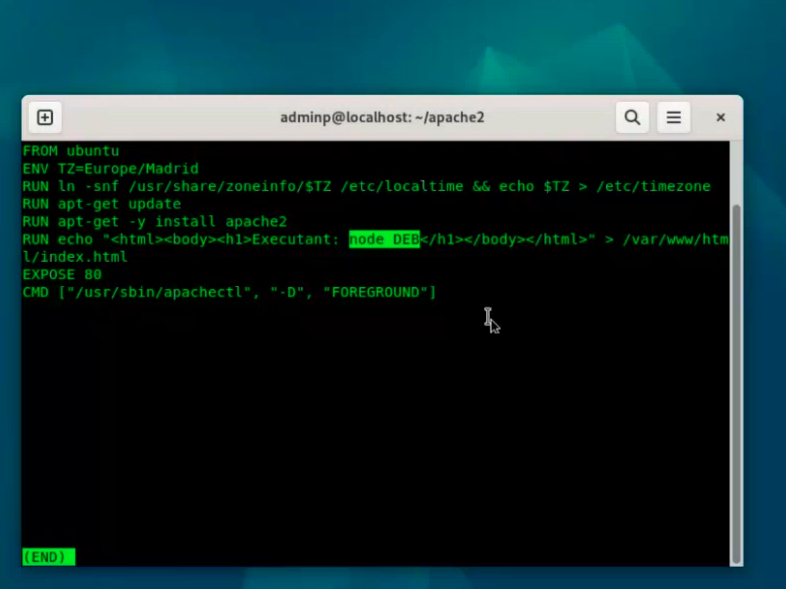 adminp@localhost: ~/apache2
FROM ubuntu
ENV TZ=Europe/Madrid
RUN ln -snf /usr/share/zoneinfo/$TZ /etc/localtime && echo $TZ > /etc/timezone
RUN apt-get update
RUN apt-get -y install apache2
RUN echo "<html><body><h1>Executant: node DEB</h1></body></html>" > /var/www/htm
l/index.html
EXPOSE 80
CMD ["/usr/sbin/apachectl", "-D", "FOREGROUND"]
(END)